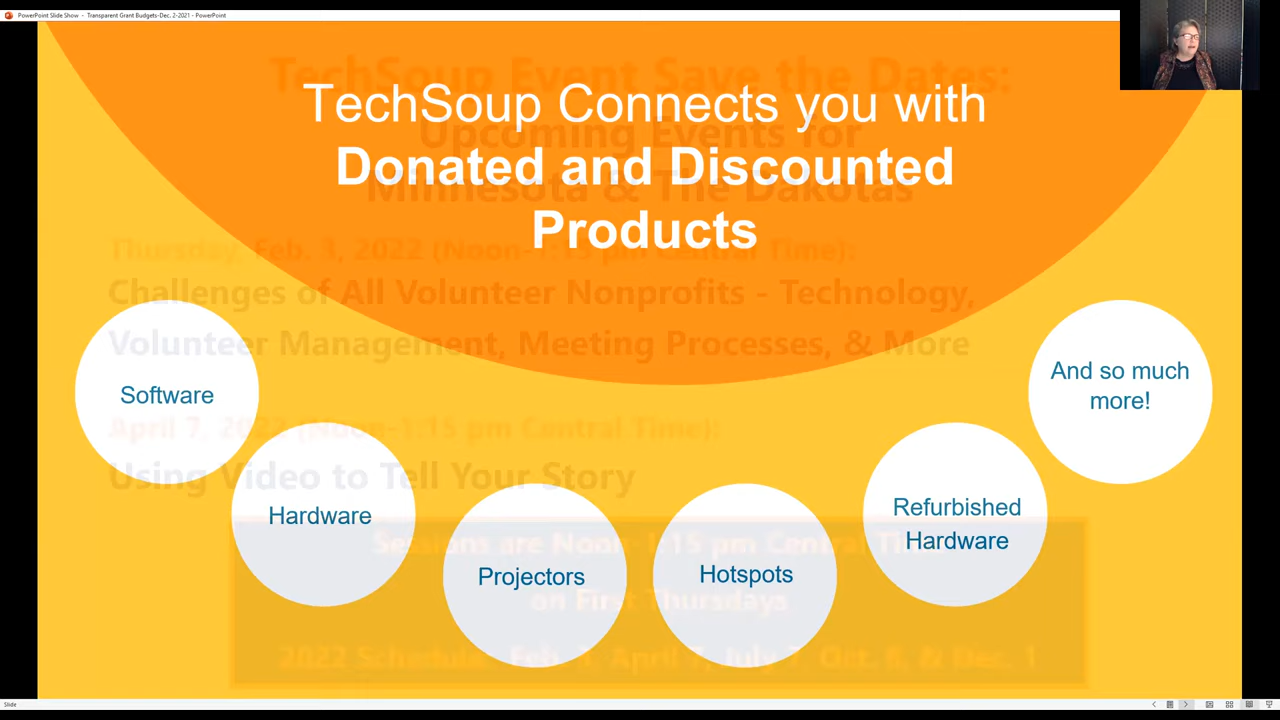 PowerPoint Slide Show - Transparent Grant Budgets-Dec. 2-2021 - PowerPoint
TechSoup Event Save the Dates:
TechSoup Connects you with
Upcoming Events for
Donated and Discounted
Minnesota & The Dakotas
Products
Thursday, Feb. 3, 2022 (Noon-1:15 pm Central Time):
Challenges of All Volunteer Nonprofits - Technology,
Volunteer Management, Meeting Processes, & More
Software
And so much
more!
April 7, 2022 (Noon-1:15 pm Central Time):
Using Video to Tell Your Story
Hardware
Projectors
Hotspots
Refurbished
Hardware
Sessions are Noon-1:15 pm Central Time
on First Thursdays
2022 Schedule: Feb. 3, April 7, July 7, Oct. 6, & Dec. 1
Slide